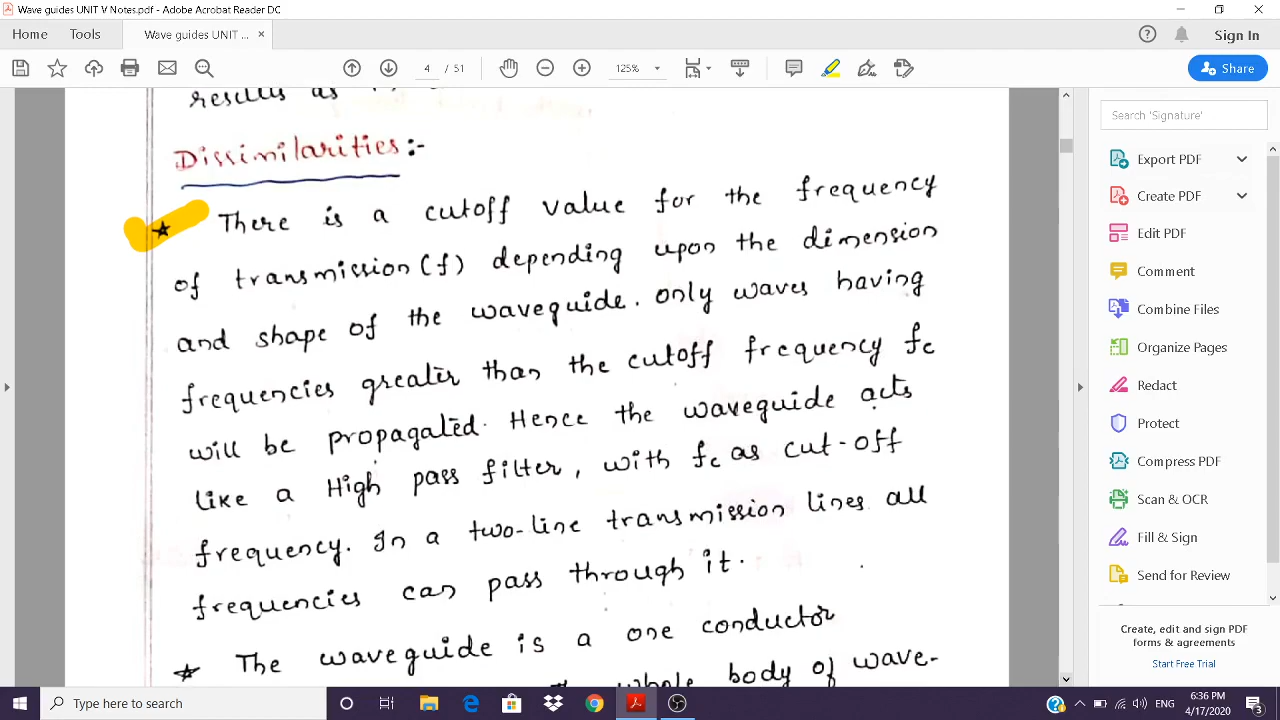 Wave guides UNIT V Notes.pdf - Adobe Acrobat Reader DC
Home Tools Wave guides UNIT ... × Sign In
4 / 51 125% Share
results as
Dissimilarities :-
★ There is a cutoff value for the frequency
of transmission(f) depending upon the dimension
and shape of the waveguide. only waves having
frequencies greater than the cutoff frequency fc
will be propagated. Hence the waveguide acts
like a High pass filter, with fc as cut-off
frequency. In a two-line transmission lines all
frequencies can pass through it.
★ The waveguide is a one conductor
whole body of wave-
Search 'Signature'
Export PDF
Create PDF
Edit PDF
Comment
Combine Files
Organize Pages
Redact
Protect
Compress PDF
Scan & OCR
Fill & Sign
Send for Review
Create, edit and sign PDF
forms & agreements
Start Free Trial
Type here to search
ENG
6:36 PM
4/17/2020